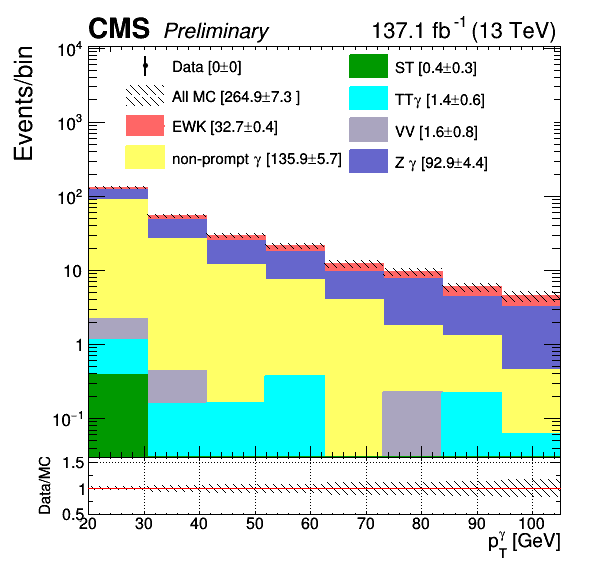 CMS Preliminary 137.1 fb⁻¹ (13 TeV)
Events/bin
Data [0±0]
All MC [264.9±7.3 ]
EWK [32.7±0.4]
non-prompt γ [135.9±5.7]
ST [0.4±0.3]
TTγ [1.4±0.6]
VV [1.6±0.8]
Z γ [92.9±4.4]
10⁴
10³
10²
10
1
10⁻¹
Data/MC
1.5
1
0.5
20 30 40 50 60 70 80 90 100
p_T^γ [GeV]